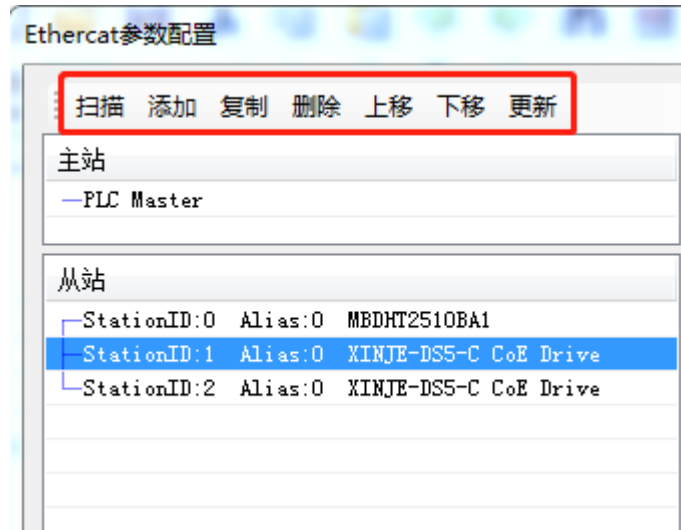 Ethercat参数配置
扫描 添加 复制 删除 上移 下移 更新
主站
PLC Master
从站
StationID:0 Alias:0 MBDHT2510BA1
StationID:1 Alias:0 XINJE-DS5-C CoE Drive
StationID:2 Alias:0 XINJE-DS5-C CoE Drive